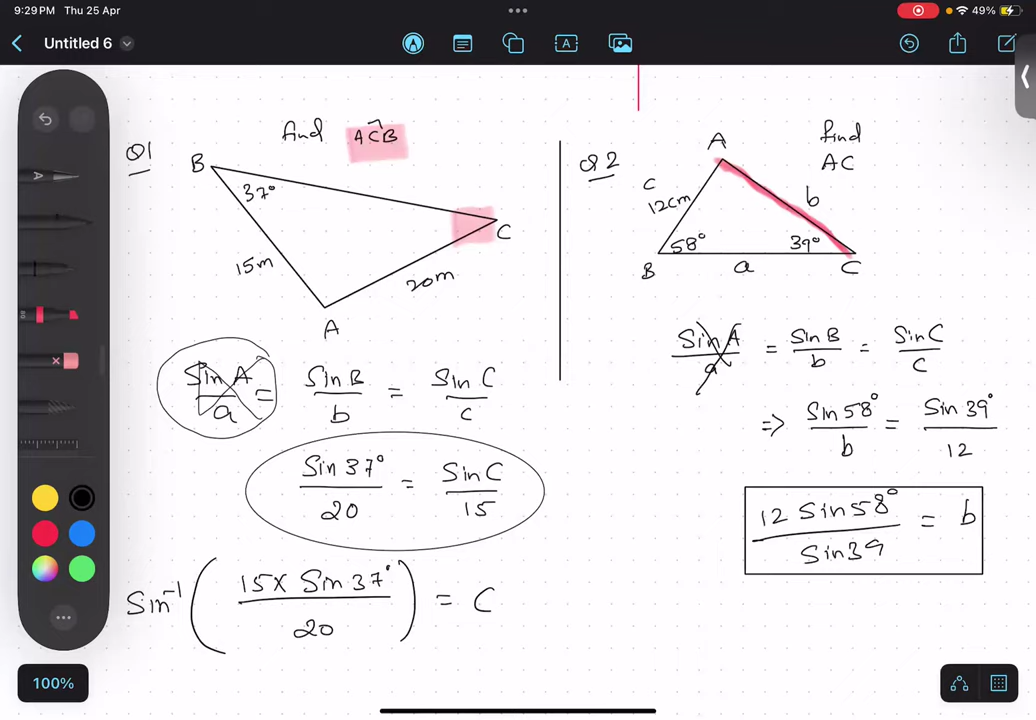 9:29 PM Thu 25 Apr
49%
Untitled 6
Q1
find ACB
B
37°
C
15m
20m
A
Sin A / a = Sin B / b = Sin C / c
Sin 37° / 20 = Sin C / 15
Sin⁻¹ ( 15 x Sin 37° / 20 ) = C
Q2
find
AC
A
c
12cm
b
58°
39°
B
a
C
Sin A / a = Sin B / b = Sin C / c
=> Sin 58° / b = Sin 39° / 12
12 Sin 58° / Sin 39 = b
A
A
80
100%